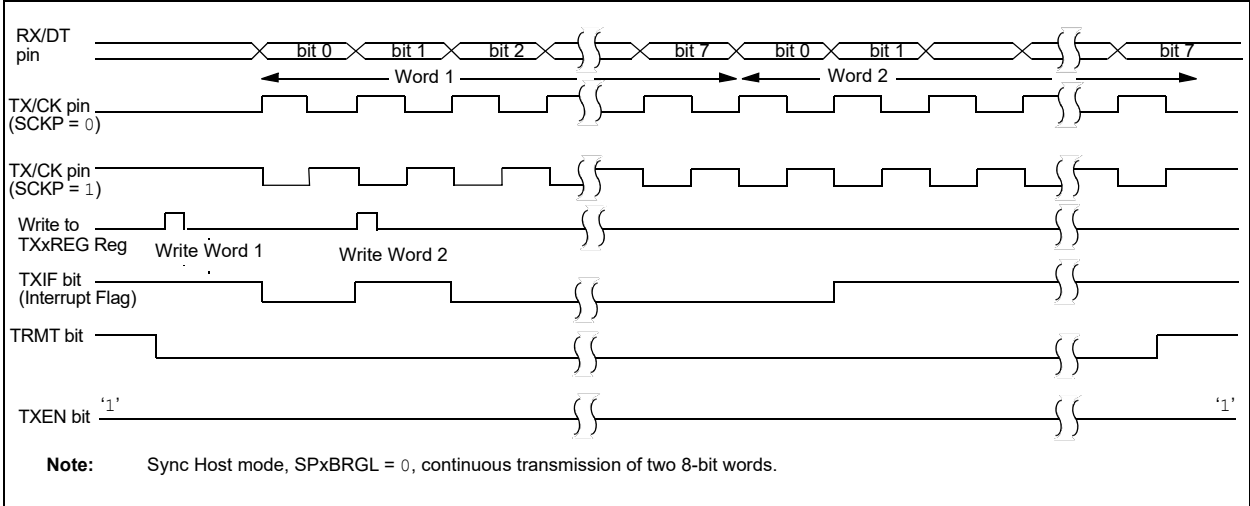 RX/DT
pin
bit 0 bit 1 bit 2 bit 7 bit 0 bit 1 bit 7
Word 1 Word 2
TX/CK pin
(SCKP = 0)
TX/CK pin
(SCKP = 1)
Write to
TXxREG Reg
Write Word 1 Write Word 2
TXIF bit
(Interrupt Flag)
TRMT bit
TXEN bit ‘1’ ‘1’
Note: Sync Host mode, SPxBRGL = 0, continuous transmission of two 8-bit words.